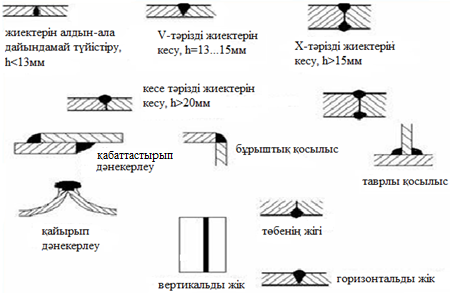 жиектерін алдын-ала
дайындамай түйістіру,
h<13мм
V-тәрізді жиектерін
кесу, h=13...15мм
Х-тәрізді жиектерін
кесу, h>15мм
кесе тәрізді жиектерін
кесу, h>20мм
қабаттастырып
дәнекерлеу
бұрыштық қосылыс
таврлы қосылыс
қайырып
дәнекерлеу
төбенің жігі
вертикальды жік
горизонтальды жік